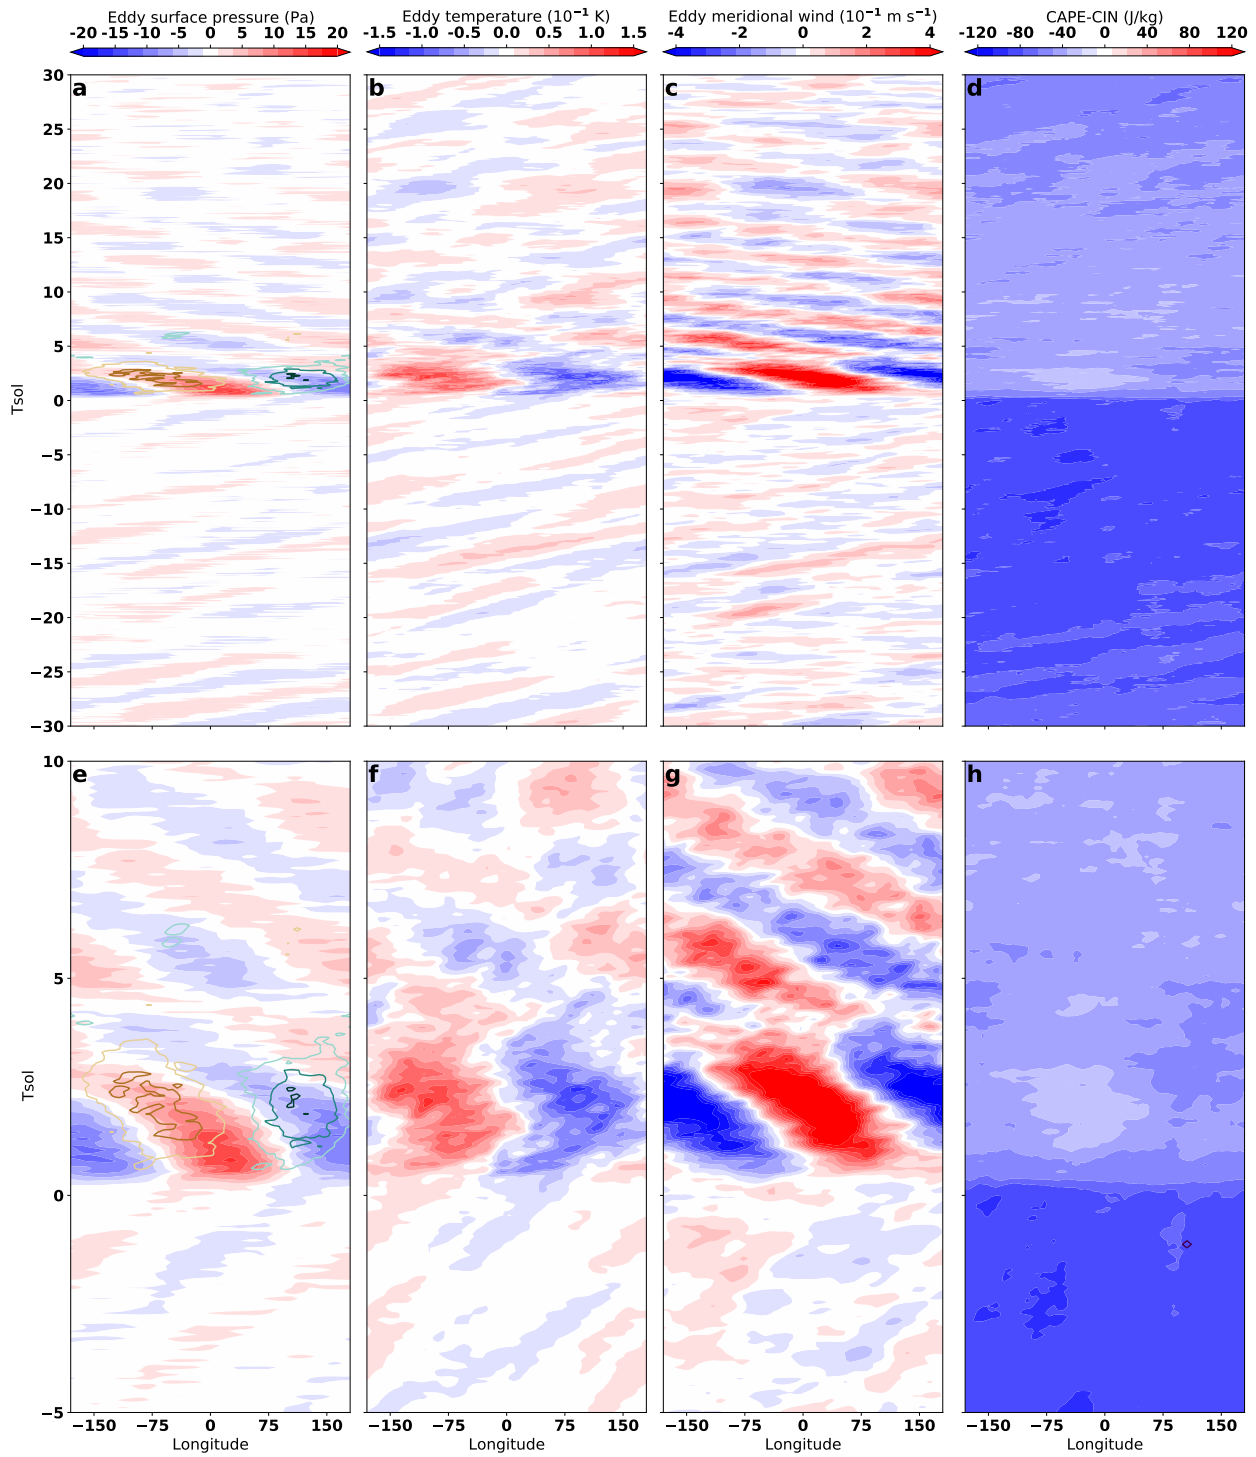 Eddy surface pressure (Pa) Eddy temperature (10⁻¹ K) Eddy meridional wind (10⁻¹ m s⁻¹) CAPE-CIN (J/kg)
−20 −15 −10 −5 0 5 10 15 20 −1.5 −1.0 −0.5 0.0 0.5 1.0 1.5 −4 −2 0 2 4 −120 −80 −40 0 40 80 120
a b c d
30
25
20
15
10
5
0
−5
−10
−15
−20
−25
−30
Tsol
e f g h
10
5
0
−5
Tsol
−150 −75 0 75 150 −150 −75 0 75 150 −150 −75 0 75 150 −150 −75 0 75 150
Longitude Longitude Longitude Longitude